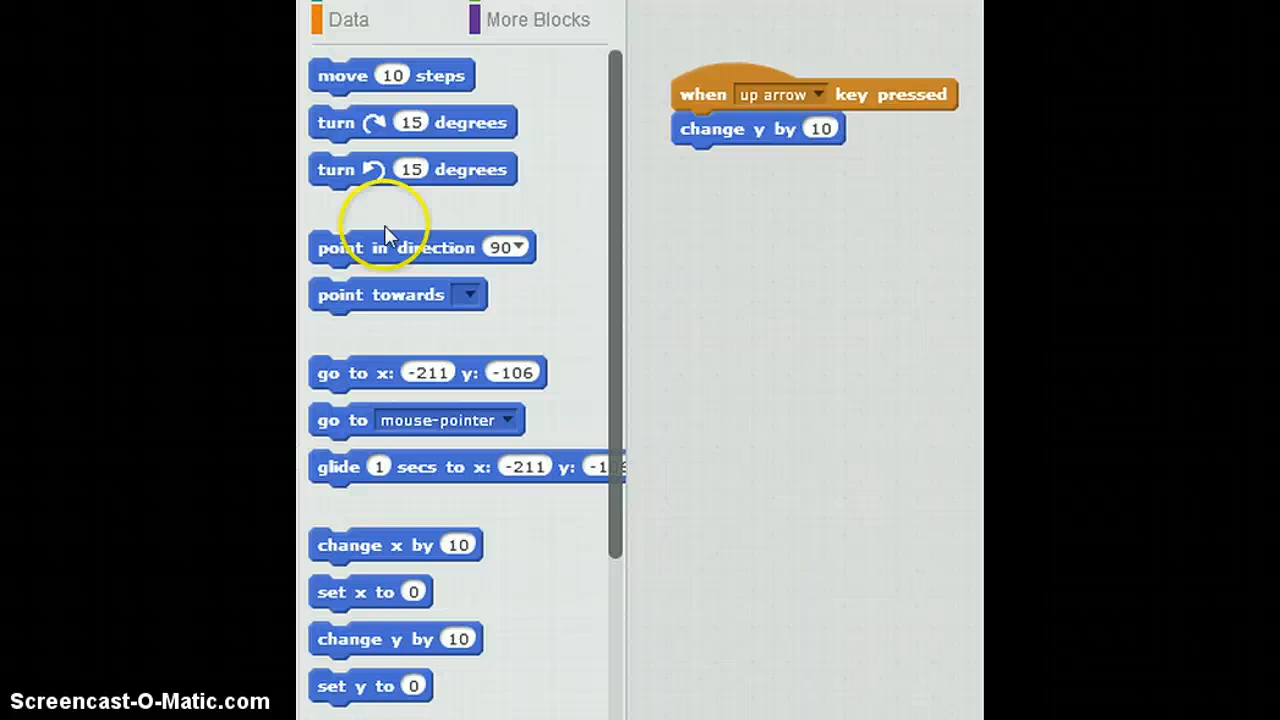 Data More Blocks
move 10 steps
turn 15 degrees
turn 15 degrees
point in direction 90
point towards
go to x: -211 y: -106
go to mouse-pointer
glide 1 secs to x: -211 y:
change x by 10
set x to 0
change y by 10
set y to 0
when up arrow key pressed
change y by 10
Screencast-O-Matic.com